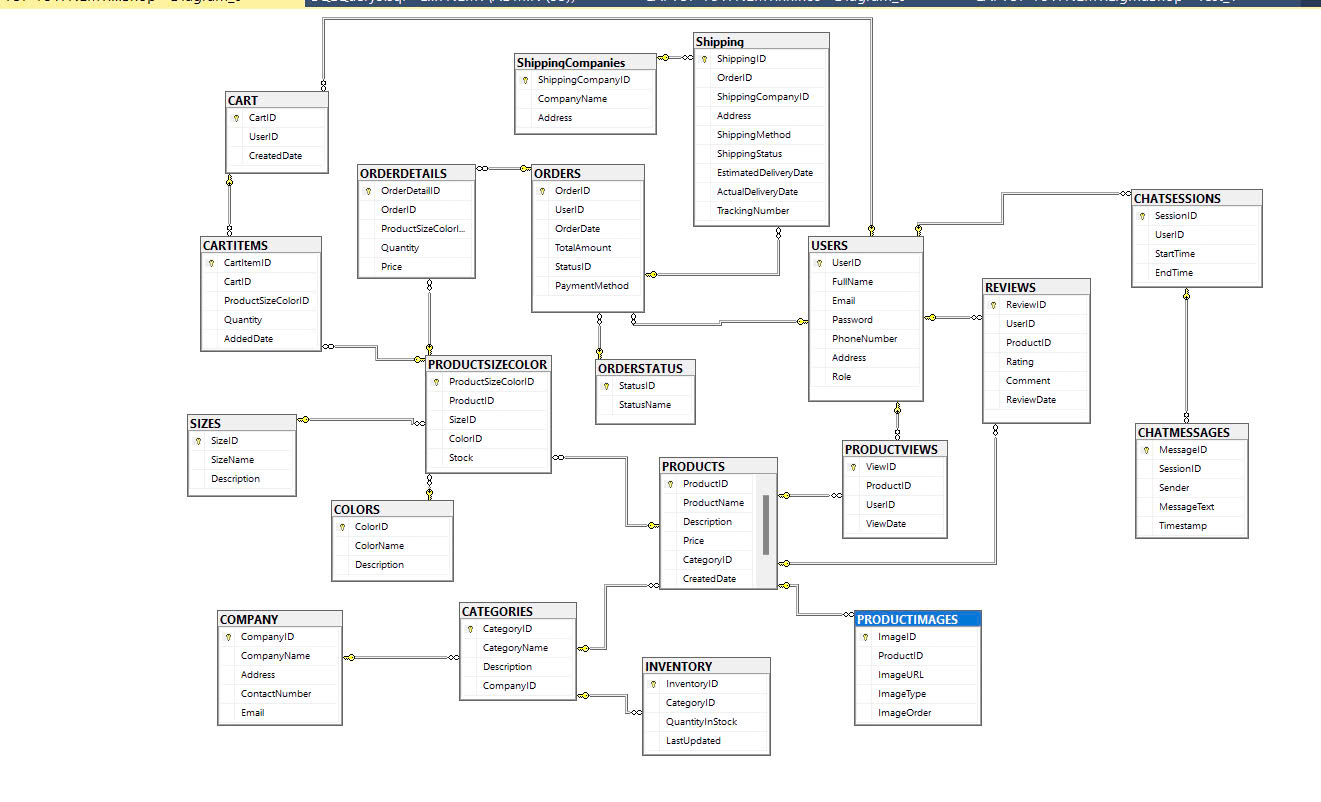 Shipping
ShippingID
OrderID
ShippingCompanyID
Address
ShippingMethod
ShippingStatus
EstimatedDeliveryDate
ActualDeliveryDate
TrackingNumber
ShippingCompanies
ShippingCompanyID
CompanyName
Address
CART
CartID
UserID
CreatedDate
ORDERDETAILS
OrderDetailID
OrderID
ProductSizeColorI...
Quantity
Price
ORDERS
OrderID
UserID
OrderDate
TotalAmount
StatusID
PaymentMethod
CHATSESSIONS
SessionID
UserID
StartTime
EndTime
CARTITEMS
CartItemID
CartID
ProductSizeColorID
Quantity
AddedDate
USERS
UserID
FullName
Email
Password
PhoneNumber
Address
Role
REVIEWS
ReviewID
UserID
ProductID
Rating
Comment
ReviewDate
PRODUCTSIZECOLOR
ProductSizeColorID
ProductID
SizeID
ColorID
Stock
ORDERSTATUS
StatusID
StatusName
SIZES
SizeID
SizeName
Description
CHATMESSAGES
MessageID
SessionID
Sender
MessageText
Timestamp
PRODUCTVIEWS
ViewID
ProductID
UserID
ViewDate
PRODUCTS
ProductID
ProductName
Description
Price
CategoryID
CreatedDate
COLORS
ColorID
ColorName
Description
COMPANY
CompanyID
CompanyName
Address
ContactNumber
Email
CATEGORIES
CategoryID
CategoryName
Description
CompanyID
PRODUCTIMAGES
ImageID
ProductID
ImageURL
ImageType
ImageOrder
INVENTORY
InventoryID
CategoryID
QuantityInStock
LastUpdated